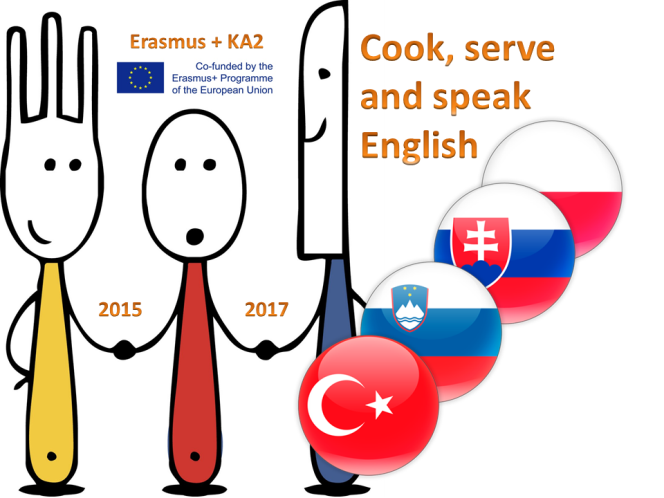 Erasmus + KA2
Co-funded by the
Erasmus+ Programme
of the European Union
Cook, serve
and speak
English
2015
2017